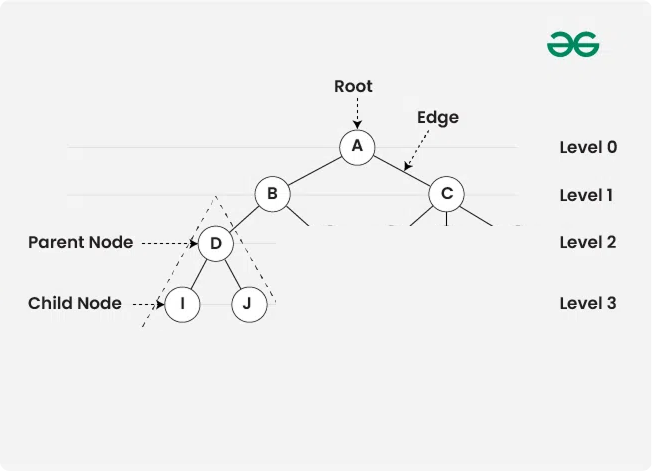 Root
Edge
A
Level 0
B
C
Level 1
Parent Node
D
Level 2
Child Node
I
J
Level 3